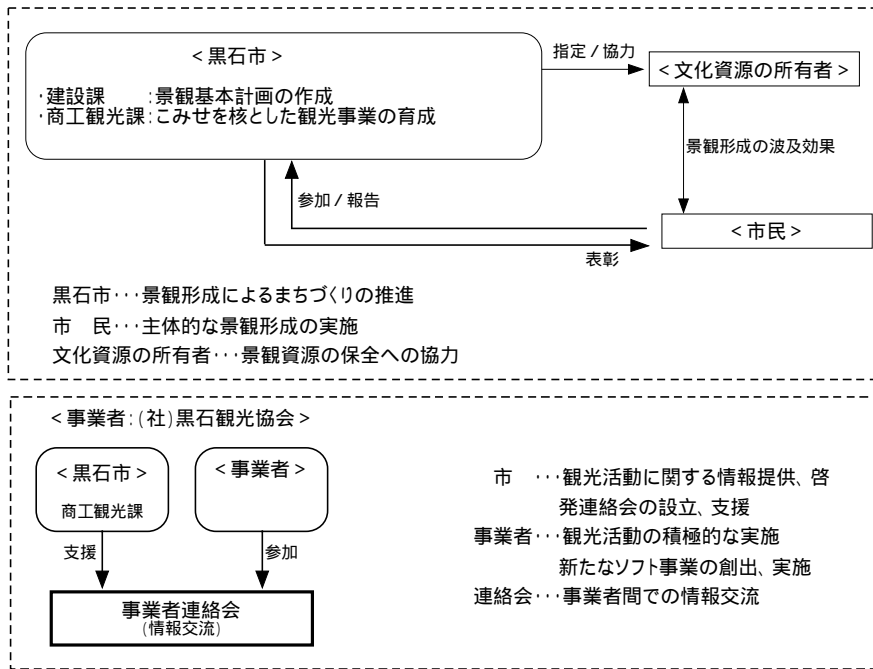 <黒石市>
・建設課　　:景観基本計画の作成
・商工観光課:こみせを核とした観光事業の育成
指定/協力
<文化資源の所有者>
景観形成の波及効果
参加/報告
<市民>
表彰
黒石市・・・景観形成によるまちづくりの推進
市　民・・・主体的な景観形成の実施
文化資源の所有者・・・景観資源の保全への協力
<事業者:(社)黒石観光協会>
<黒石市>
商工観光課
<事業者>
支援
参加
事業者連絡会
(情報交流)
市　・・・観光活動に関する情報提供、啓
発連絡会の設立、支援
事業者・・・観光活動の積極的な実施
新たなソフト事業の創出、実施
連絡会・・・事業者間での情報交流